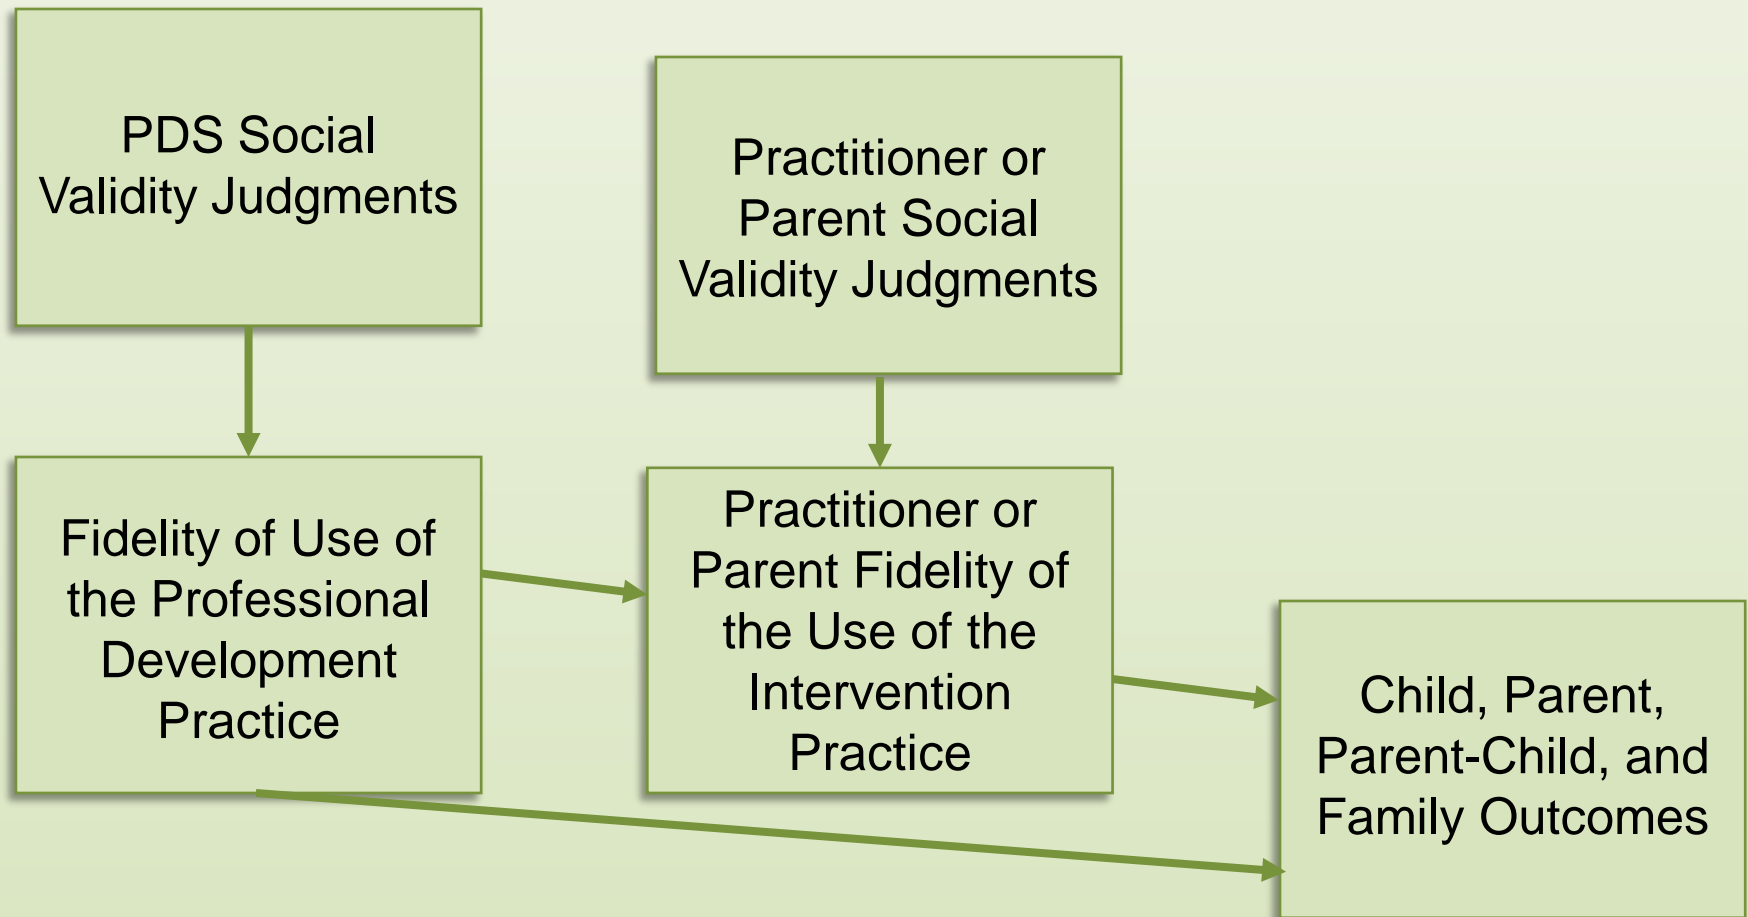 PDS Social
Validity Judgments
Practitioner or
Parent Social
Validity Judgments
Fidelity of Use of
the Professional
Development
Practice
Practitioner or
Parent Fidelity of
the Use of the
Intervention
Practice
Child, Parent,
Parent-Child, and
Family Outcomes